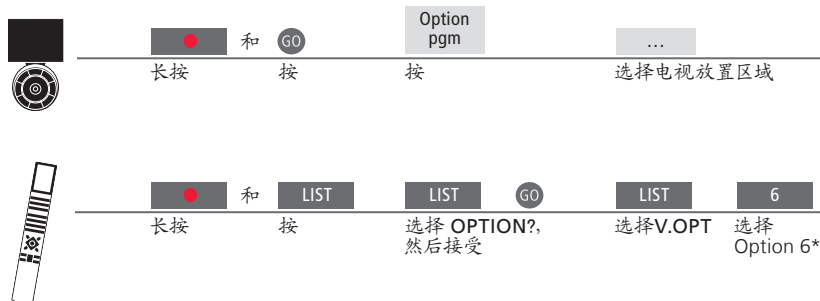 Option
pgm
和 GO …
长按 按 按 选择电视放置区域
和 LIST LIST GO LIST 6
长按 按 选择 OPTION?, 选择V.OPT 选择
然后接受 Option 6*